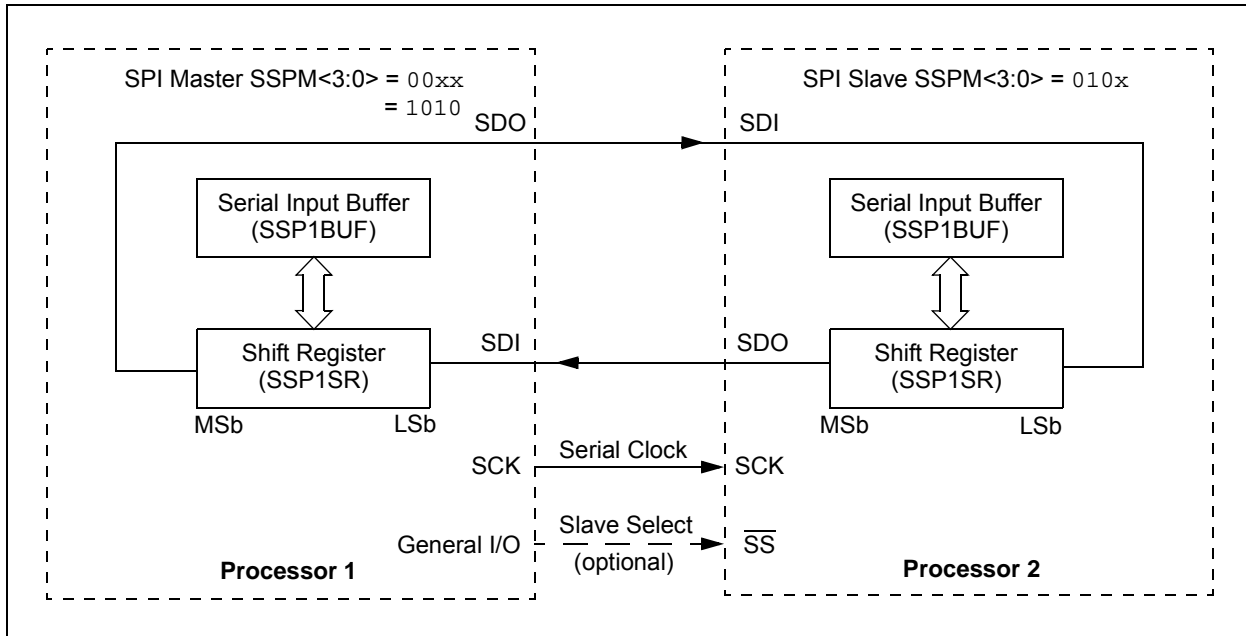 SPI Master SSPM<3:0> = 00xx
= 1010
SDO
Serial Input Buffer
(SSP1BUF)
Shift Register
(SSP1SR)
MSb
LSb
SDI
SCK
General I/O
Processor 1
Serial Clock
Slave Select
(optional)
SPI Slave SSPM<3:0> = 010x
SDI
Serial Input Buffer
(SSP1BUF)
SDO
Shift Register
(SSP1SR)
MSb
LSb
SCK
S̅S̅
Processor 2